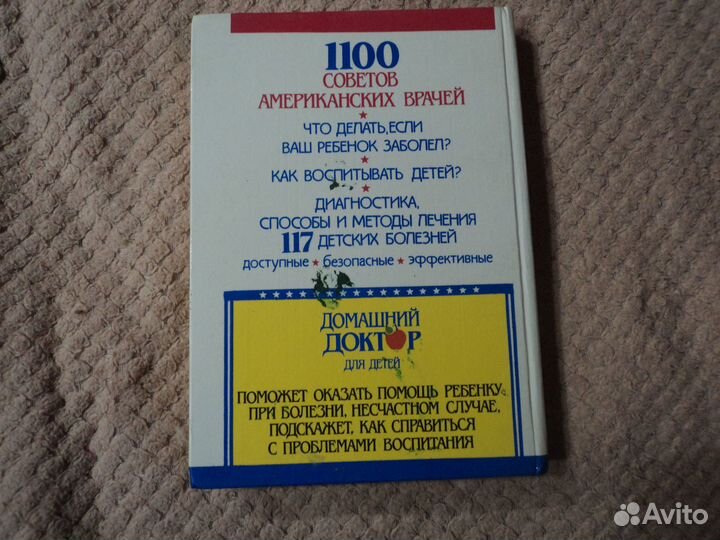 1100
СОВЕТОВ
АМЕРИКАНСКИХ ВРАЧЕЙ
ЧТО ДЕЛАТЬ,ЕСЛИ
ВАШ РЕБЕНОК ЗАБОЛЕЛ?
КАК ВОСПИТЫВАТЬ ДЕТЕЙ?
ДИАГНОСТИКА,
СПОСОБЫ И МЕТОДЫ ЛЕЧЕНИЯ
117 ДЕТСКИХ БОЛЕЗНЕЙ
доступные ★ безопасные ★ эффективные
ДОМАШНИЙ
ДОКТОР
ДЛЯ ДЕТЕЙ
ПОМОЖЕТ ОКАЗАТЬ ПОМОЩЬ РЕБЕНКУ
ПРИ БОЛЕЗНИ, НЕСЧАСТНОМ СЛУЧАЕ,
ПОДСКАЖЕТ, КАК СПРАВИТЬСЯ
С ПРОБЛЕМАМИ ВОСПИТАНИЯ
Avito